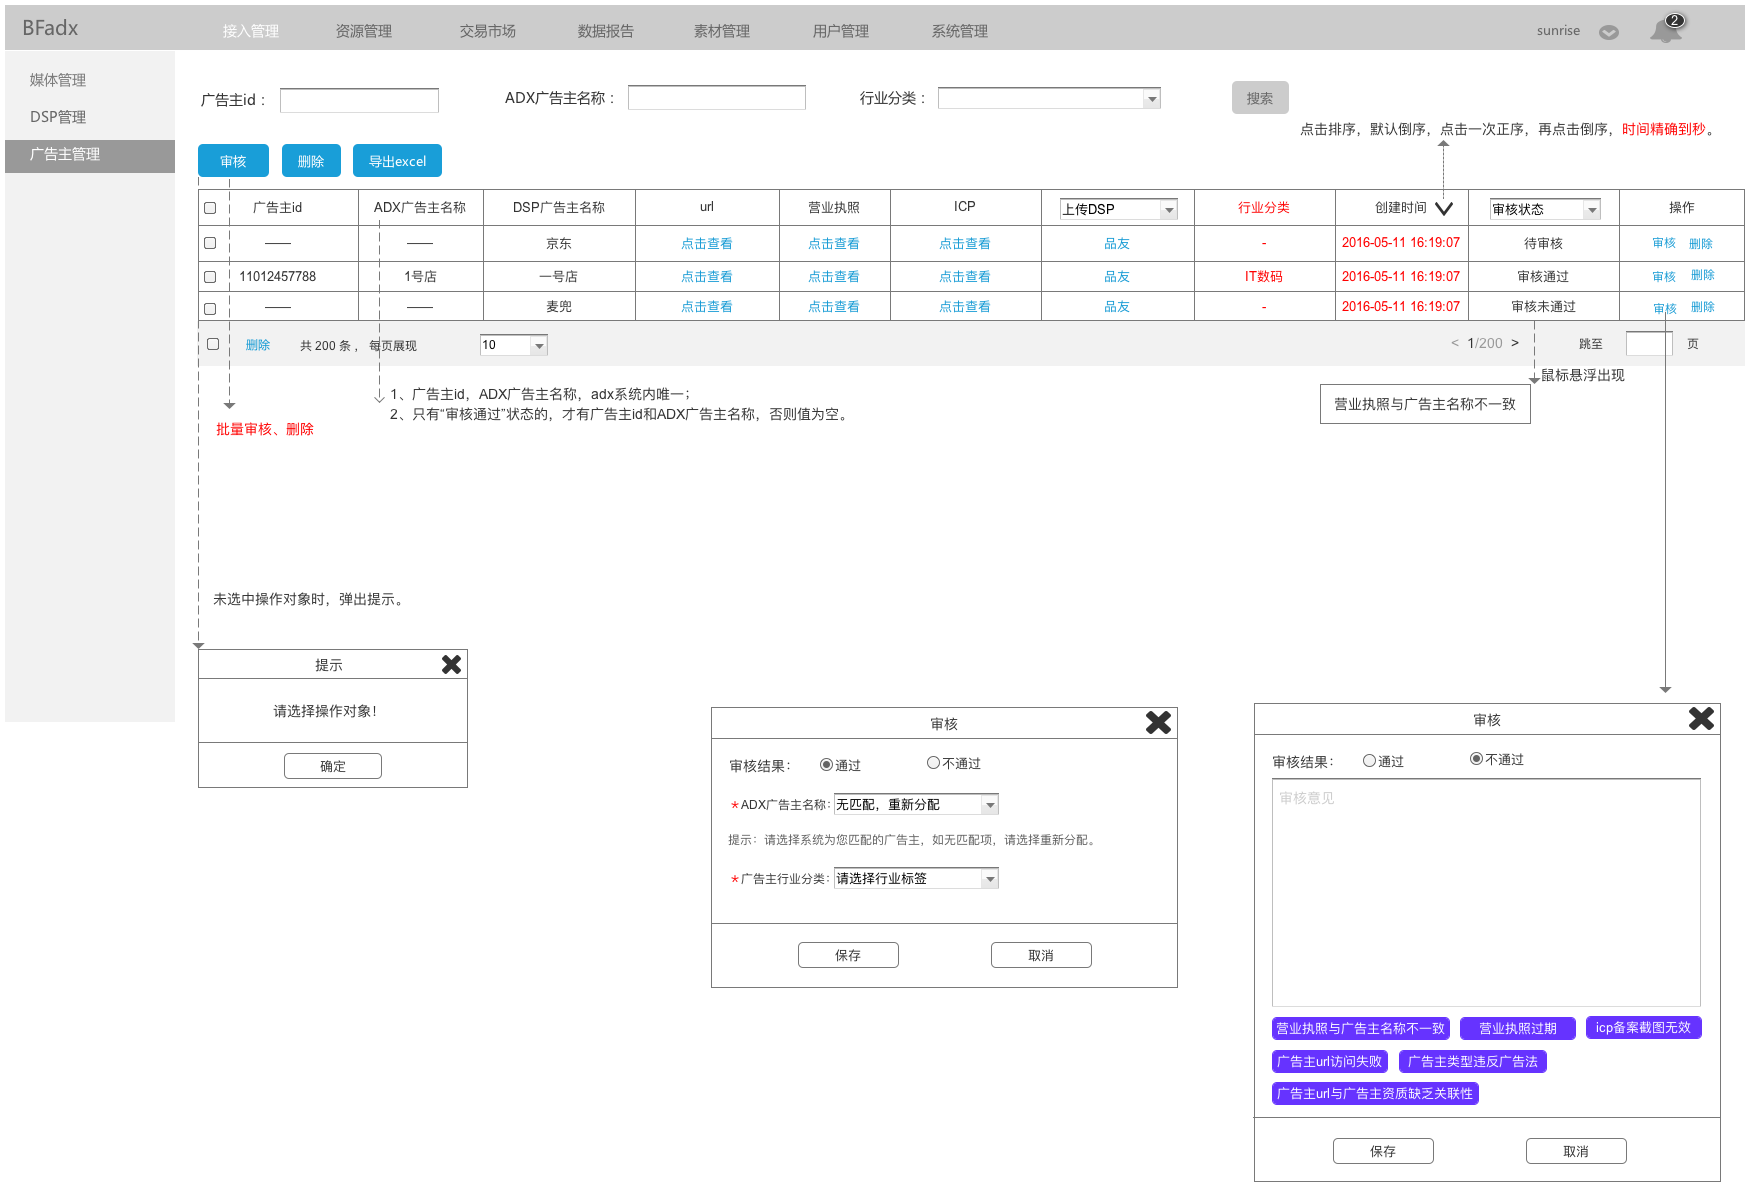 BFadx 接入管理 资源管理 交易市场 数据报告 素材管理 用户管理 系统管理 sunrise 2
媒体管理
DSP管理
广告主管理
广告主id： ADX广告主名称： 行业分类： 搜索
点击排序，默认倒序，点击一次正序，再点击倒序，时间精确到秒。
审核 删除 导出excel
广告主id ADX广告主名称 DSP广告主名称 url 营业执照 ICP 上传DSP 行业分类 创建时间 审核状态 操作
—— —— 京东 点击查看 点击查看 点击查看 品友 - 2016-05-11 16:19:07 待审核 审核 删除
11012457788 1号店 一号店 点击查看 点击查看 点击查看 品友 IT数码 2016-05-11 16:19:07 审核通过 审核 删除
—— —— 麦兜 点击查看 点击查看 点击查看 品友 - 2016-05-11 16:19:07 审核未通过 审核 删除
删除 共 200 条， 每页展现 10 < 1/200 > 跳至 页
鼠标悬浮出现
1、广告主id，ADX广告主名称，adx系统内唯一；
2、只有“审核通过”状态的，才有广告主id和ADX广告主名称，否则值为空。
营业执照与广告主名称不一致
批量审核、删除
未选中操作对象时，弹出提示。
提示
请选择操作对象！
确定
审核
审核结果： 通过 不通过
*ADX广告主名称： 无匹配，重新分配
提示：请选择系统为您匹配的广告主，如无匹配项，请选择重新分配。
*广告主行业分类： 请选择行业标签
保存 取消
审核
审核结果： 通过 不通过
审核意见
营业执照与广告主名称不一致 营业执照过期 icp备案截图无效
广告主url访问失败 广告主类型违反广告法
广告主url与广告主资质缺乏关联性
保存 取消